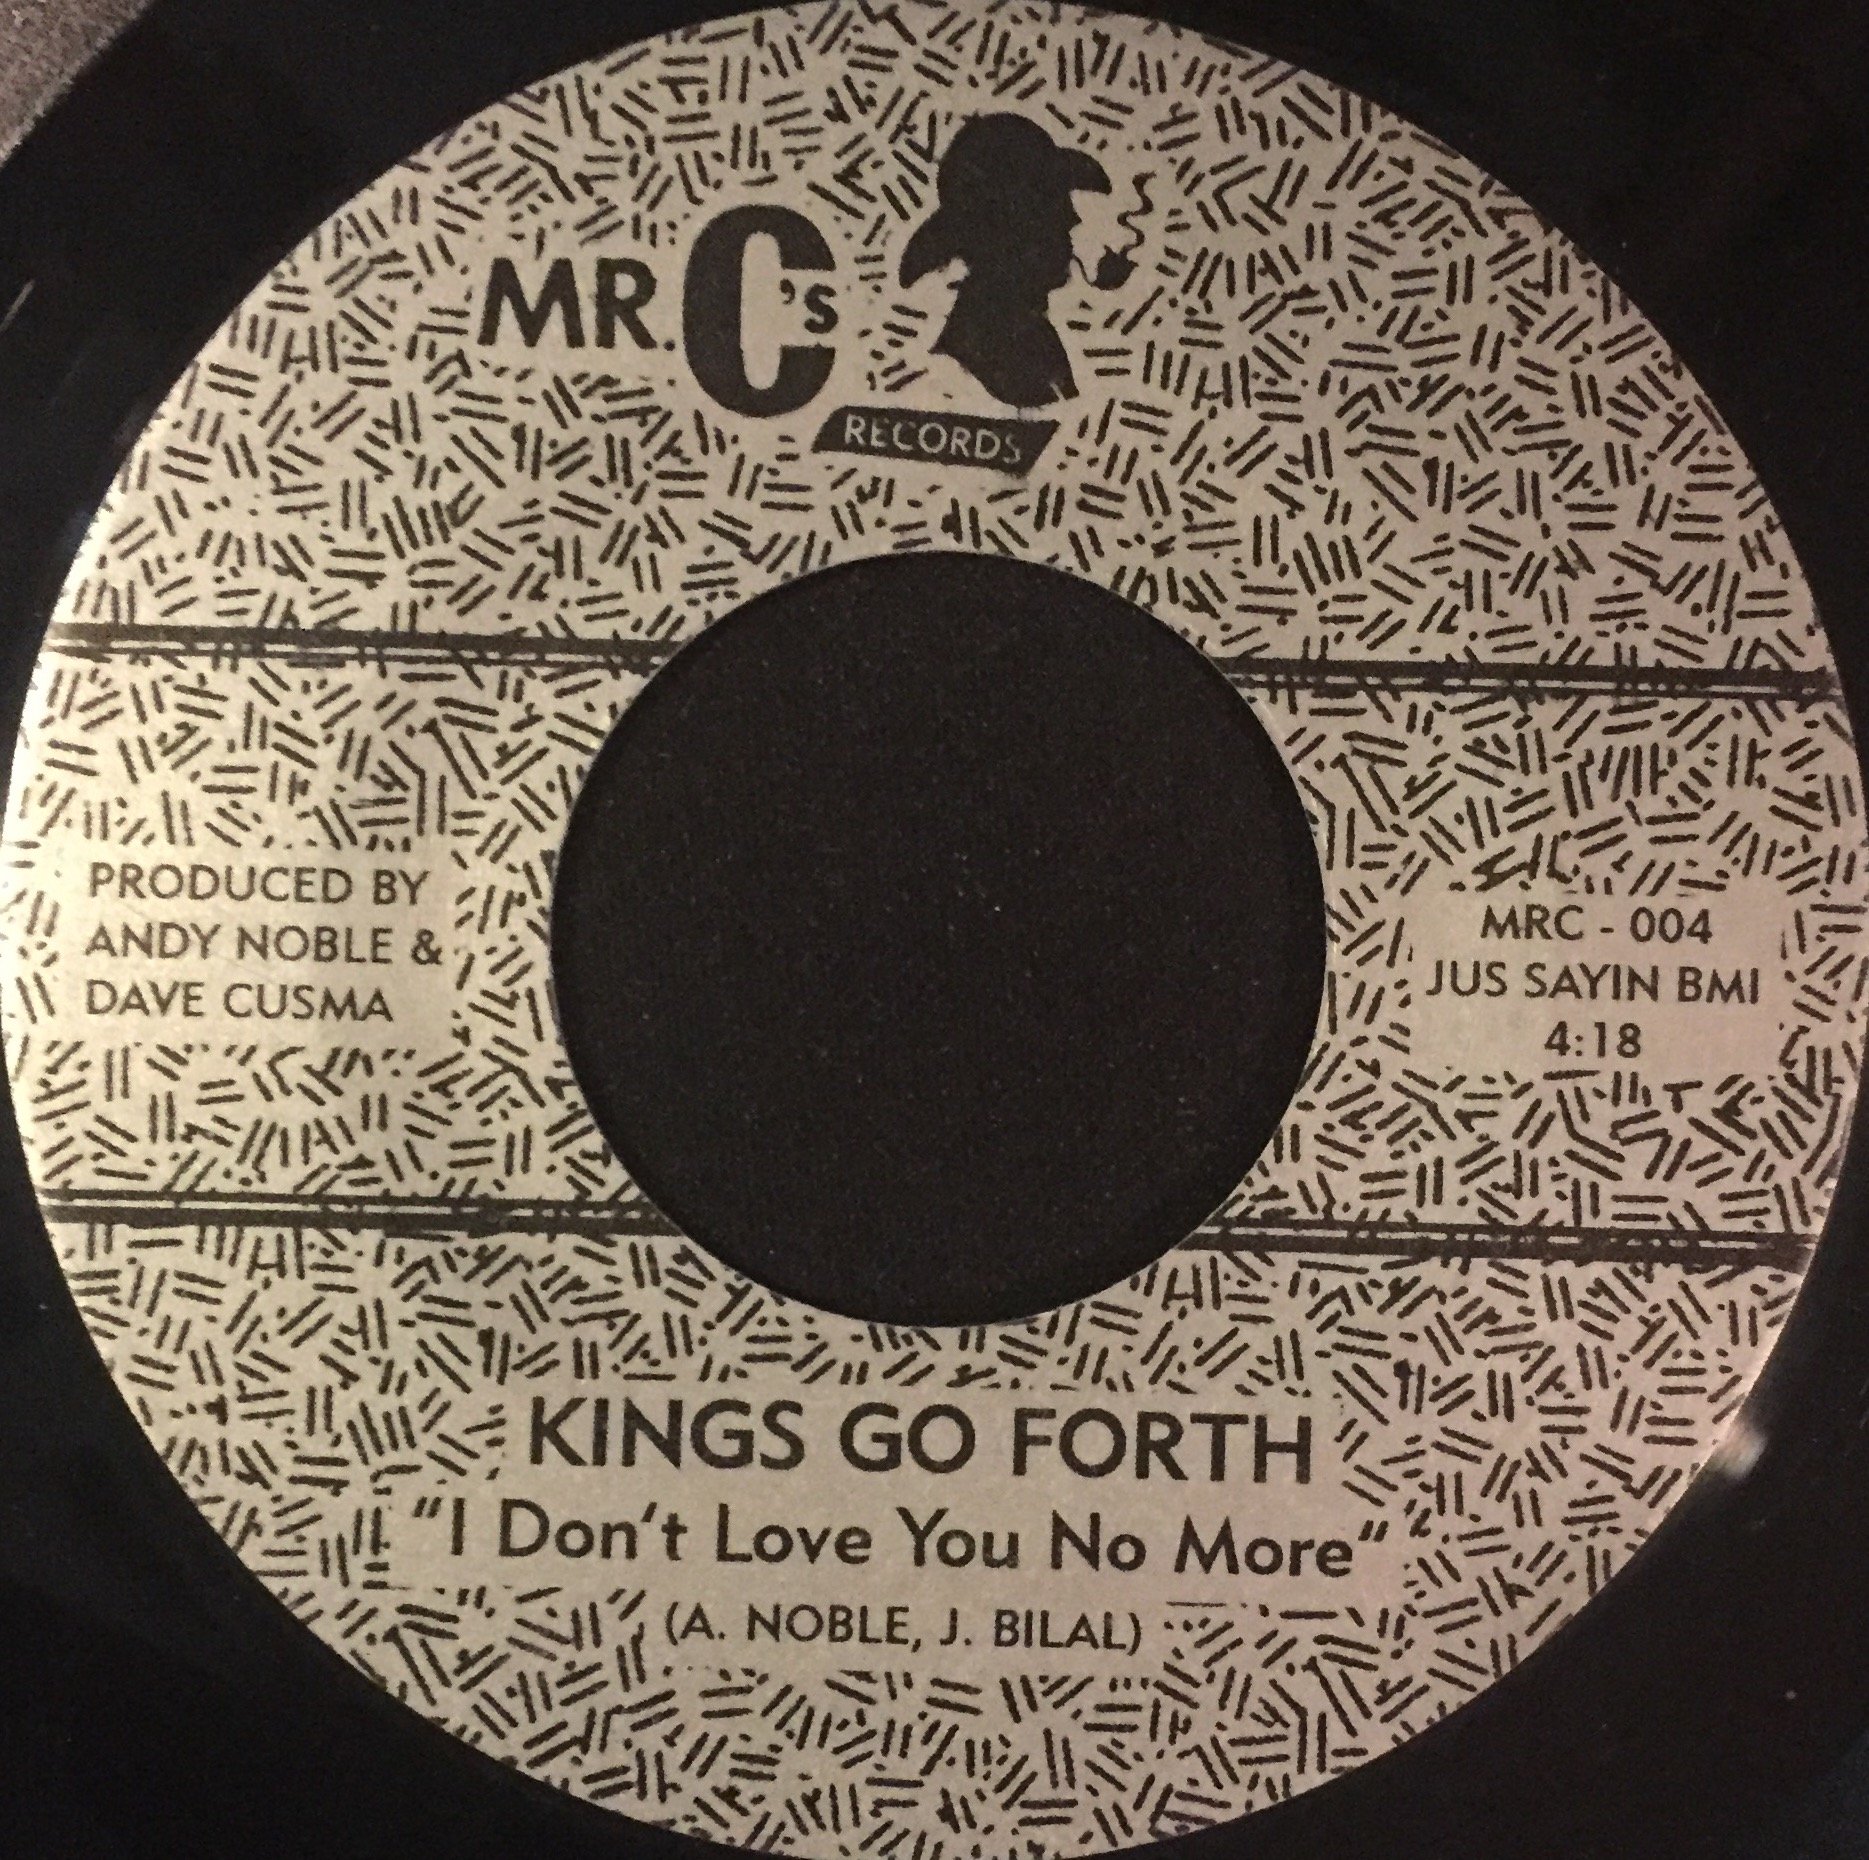 MR. C's
RECORDS
PRODUCED BY
ANDY NOBLE &
DAVE CUSMA
MRC - 004
JUS SAYIN BMI
4:18
KINGS GO FORTH
"I Don't Love You No More"
(A. NOBLE, J. BILAL)